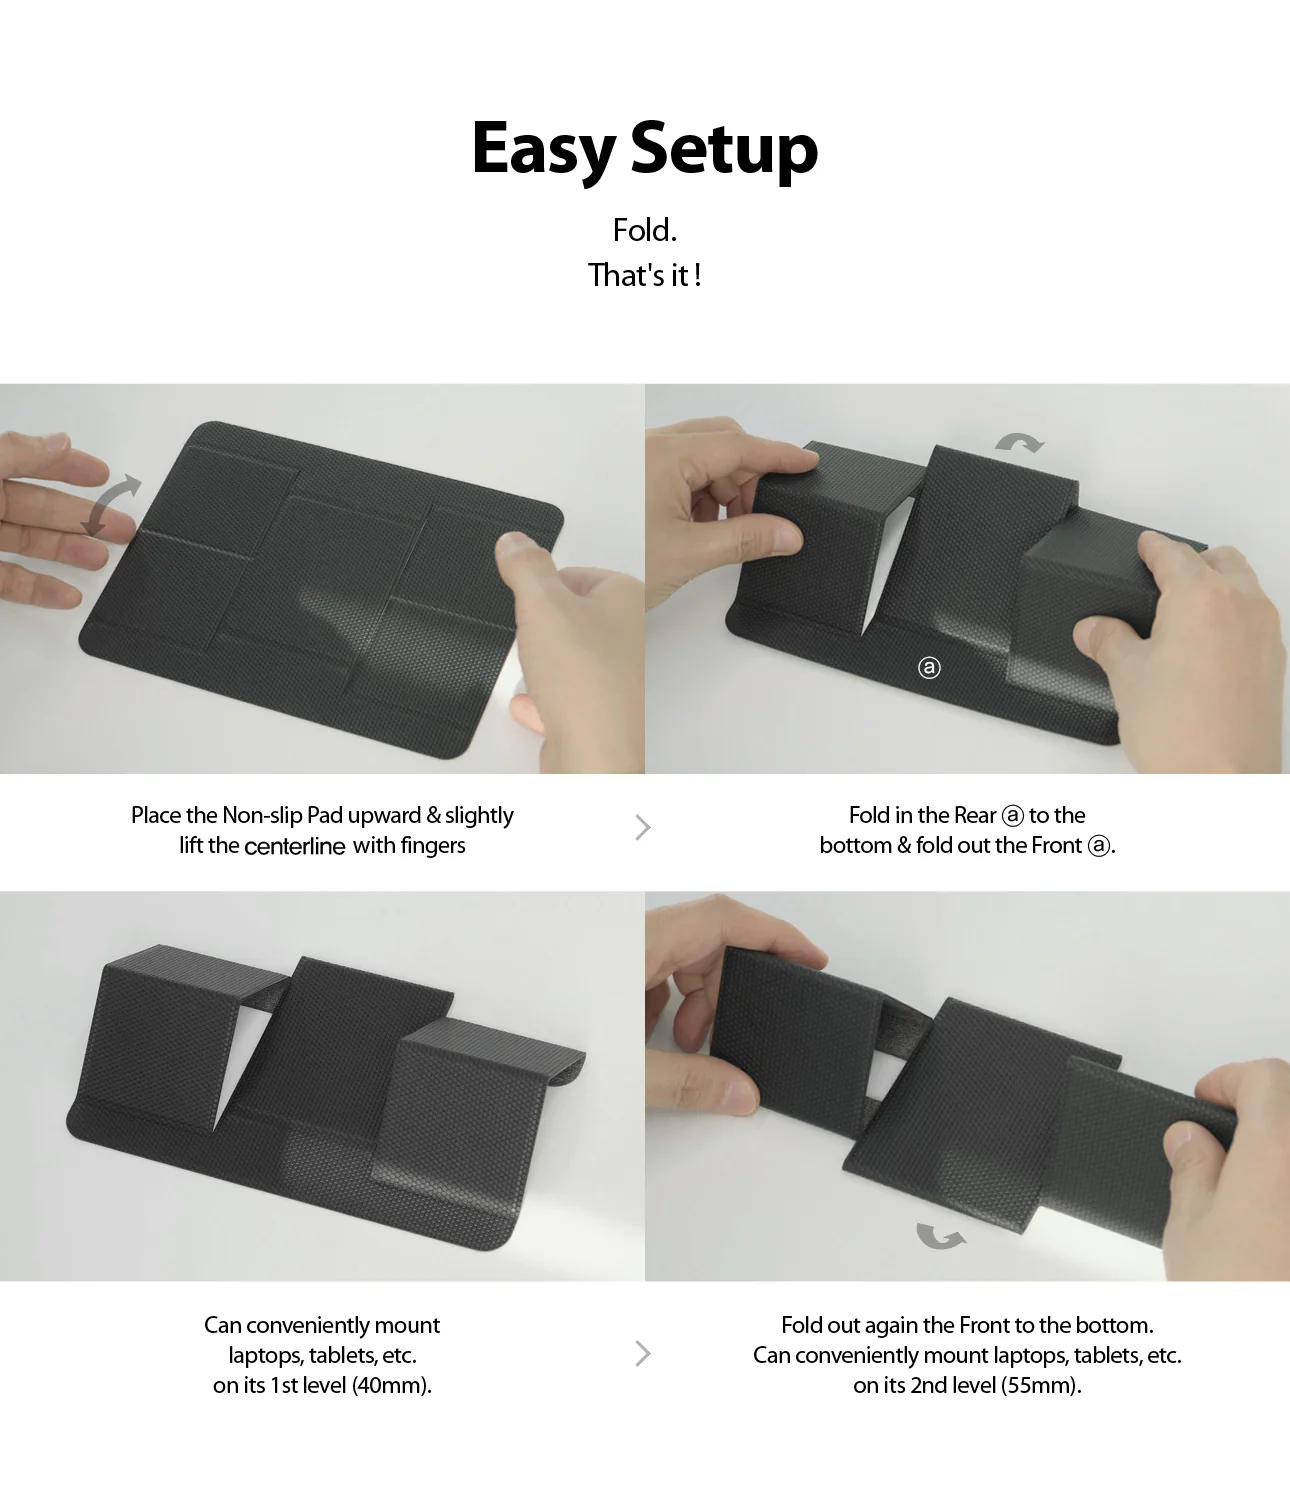 Easy Setup
Fold.
That's it !
ⓐ
Place the Non-slip Pad upward & slightly
lift the centerline with fingers
Fold in the Rear ⓐ to the
bottom & fold out the Front ⓐ.
Can conveniently mount
laptops, tablets, etc.
on its 1st level (40mm).
Fold out again the Front to the bottom.
Can conveniently mount laptops, tablets, etc.
on its 2nd level (55mm).